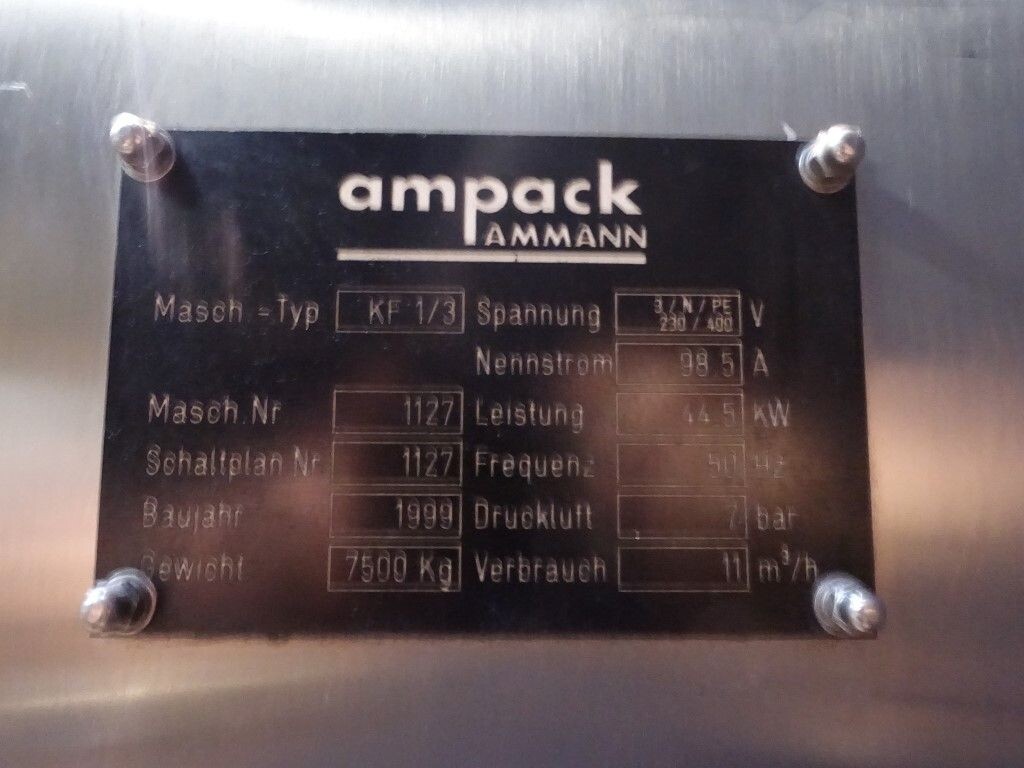 ampack
AMMANN
Masch.-Typ KF 1/3 Spannung 3/N/PE 230/400 V
Nennstrom 98.5 A
Masch.Nr 1127 Leistung 44.5 KW
Schaltplan Nr 1127 Frequenz 50 Hz
Baujahr 1999 Druckluft 7 bar
Gewicht 7500 Kg Verbrauch 11 m³/h